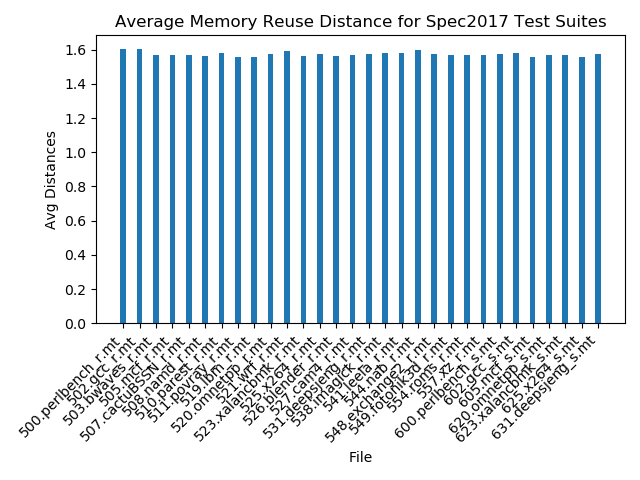 Average Memory Reuse Distance for Spec2017 Test Suites
Avg Distances
1.6
1.4
1.2
1.0
0.8
0.6
0.4
0.2
0.0
500.perlbench_r.mt
502.gcc_r.mt
503.bwaves_r.mt
505.mcf_r.mt
507.cactuBSSN_r.mt
508.namd_r.mt
510.parest_r.mt
511.povray_r.mt
519.lbm_r.mt
520.omnetpp_r.mt
521.wrf_r.mt
523.xalancbmk_r.mt
525.x264_r.mt
526.blender_r.mt
527.cam4_r.mt
531.deepsjeng_r.mt
538.imagick_r.mt
541.leela_r.mt
544.nab_r.mt
548.exchange2_r.mt
549.fotonik3d_r.mt
554.roms_r.mt
557.xz_r.mt
600.perlbench_s.mt
602.gcc_s.mt
605.mcf_s.mt
620.omnetpp_s.mt
623.xalancbmk_s.mt
625.x264_s.mt
631.deepsjeng_s.mt
File